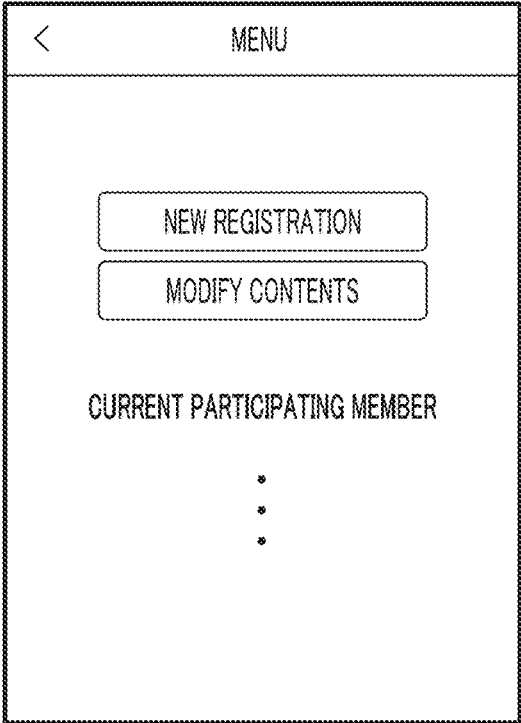 MENU
NEW REGISTRATION
MODIFY CONTENTS
CURRENT PARTICIPATING MEMBER